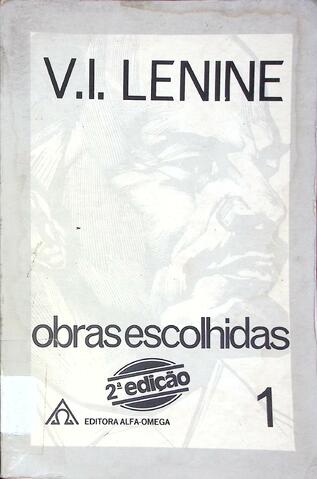 V.I. LENINE
obras escolhidas
2ª edição
EDITORA ALFA-OMEGA
1